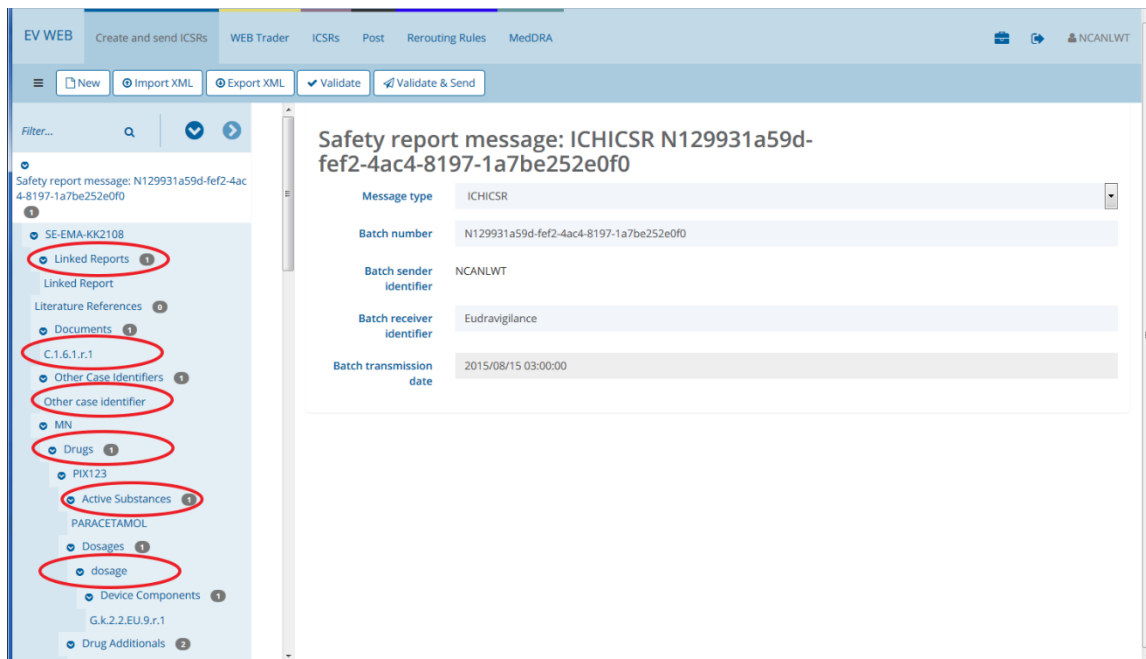 EV WEB
Create and send ICSRs
WEB Trader
ICSRs
Post
Rerouting Rules
MedDRA
NCANLWT
New
Import XML
Export XML
Validate
Validate & Send
Filter...
Safety report message: N129931a59d-fef2-4ac
4-8197-1a7be252e0f0
1
SE-EMA-KK2108
Linked Reports 1
Linked Report
Literature References 0
Documents 1
C.1.6.1.r.1
Other Case Identifiers 1
Other case identifier
MN
Drugs 1
PIX123
Active Substances 1
PARACETAMOL
Dosages 1
dosage
Device Components 1
G.k.2.2.EU.9.r.1
Drug Additionals 2
Safety report message: ICHICSR N129931a59d-
fef2-4ac4-8197-1a7be252e0f0
Message type ICHICSR
Batch number N129931a59d-fef2-4ac4-8197-1a7be252e0f0
Batch sender NCANLWT
identifier
Batch receiver Eudravigilance
identifier
Batch transmission 2015/08/15 03:00:00
date